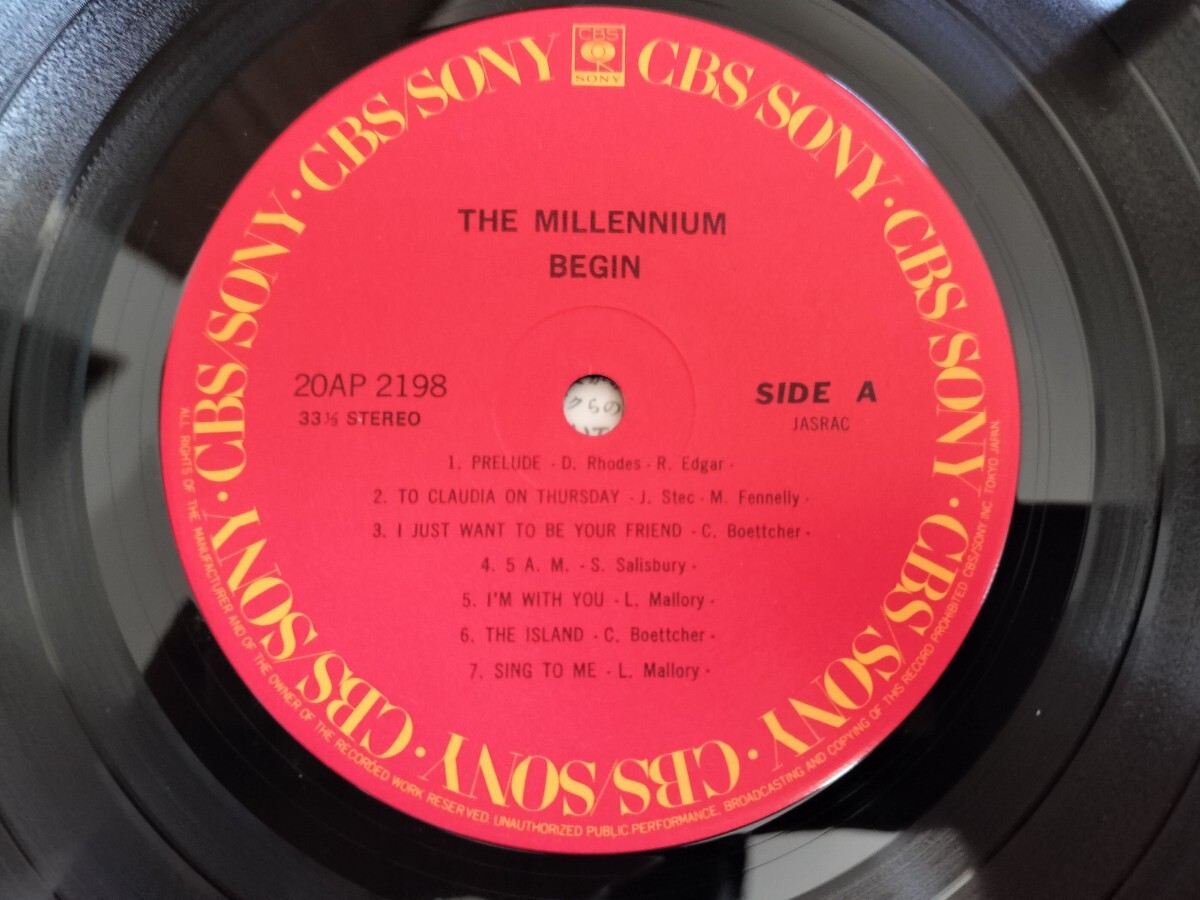 CBS/SONY · CBS/SONY · CBS/SONY · CBS/SONY · CBS/SONY · CBS/SONY · CBS/SONY · CBS/SONY · CBS/SONY · CBS/SONY
CBS
SONY
THE MILLENNIUM
BEGIN
20AP 2198
33⅓ STEREO
SIDE A
JASRAC
1. PRELUDE - D. Rhodes - R. Edgar -
2. TO CLAUDIA ON THURSDAY - J. Stec - M. Fennelly -
3. I JUST WANT TO BE YOUR FRIEND - C. Boettcher -
4. 5 A. M. - S. Salisbury -
5. I'M WITH YOU - L. Mallory -
6. THE ISLAND - C. Boettcher -
7. SING TO ME - L. Mallory -
ALL RIGHTS OF THE MANUFACTURER AND OF THE OWNER OF THE RECORDED WORK RESERVED. UNAUTHORIZED PUBLIC PERFORMANCE, BROADCASTING AND COPYING OF THIS RECORD PROHIBITED CBS/SONY INC. TOKYO JAPAN